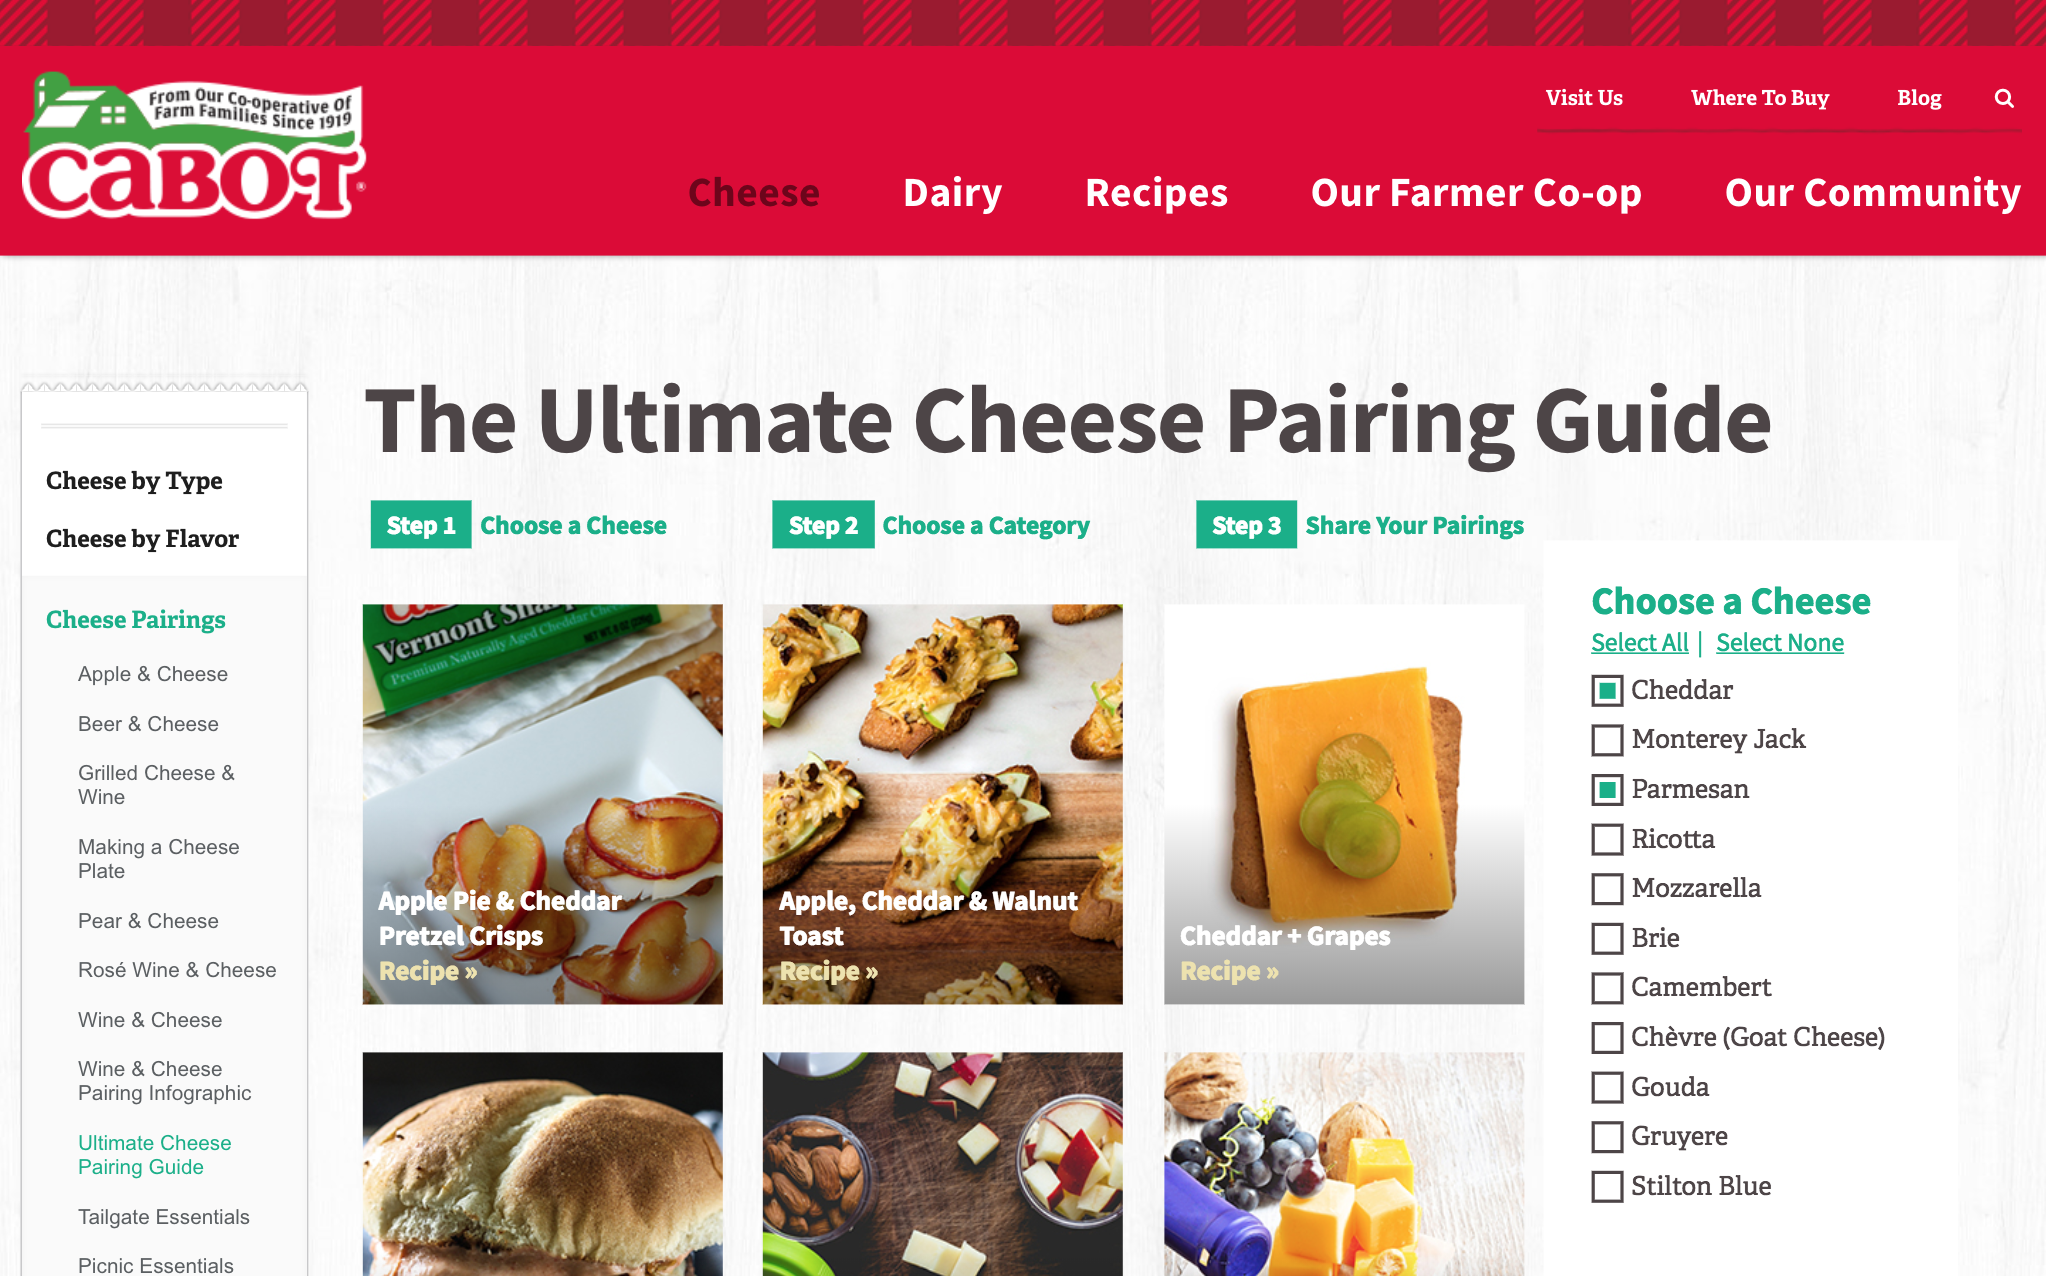 From Our Co-operative Of
Farm Families Since 1919
CABOT®
Visit Us
Where To Buy
Blog
Cheese
Dairy
Recipes
Our Farmer Co-op
Our Community
Cheese by Type
Cheese by Flavor
Cheese Pairings
Apple & Cheese
Beer & Cheese
Grilled Cheese &
Wine
Making a Cheese
Plate
Pear & Cheese
Rosé Wine & Cheese
Wine & Cheese
Wine & Cheese
Pairing Infographic
Ultimate Cheese
Pairing Guide
Tailgate Essentials
Picnic Essentials
The Ultimate Cheese Pairing Guide
Step 1 Choose a Cheese
Step 2 Choose a Category
Step 3 Share Your Pairings
Vermont Sharp
Premium Naturally Aged Cheddar
Apple Pie & Cheddar
Pretzel Crisps
Recipe »
Apple, Cheddar & Walnut
Toast
Recipe »
Cheddar + Grapes
Recipe »
Choose a Cheese
Select All | Select None
Cheddar
Monterey Jack
Parmesan
Ricotta
Mozzarella
Brie
Camembert
Chèvre (Goat Cheese)
Gouda
Gruyere
Stilton Blue